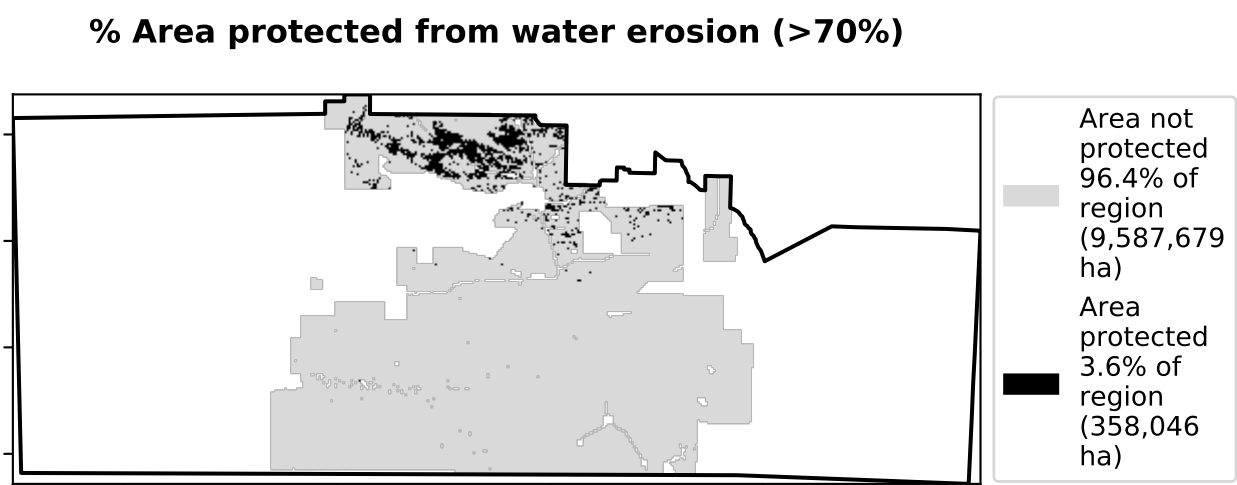 % Area protected from water erosion (>70%)
Area not
protected
96.4% of
region
(9,587,679
ha)
Area
protected
3.6% of
region
(358,046
ha)